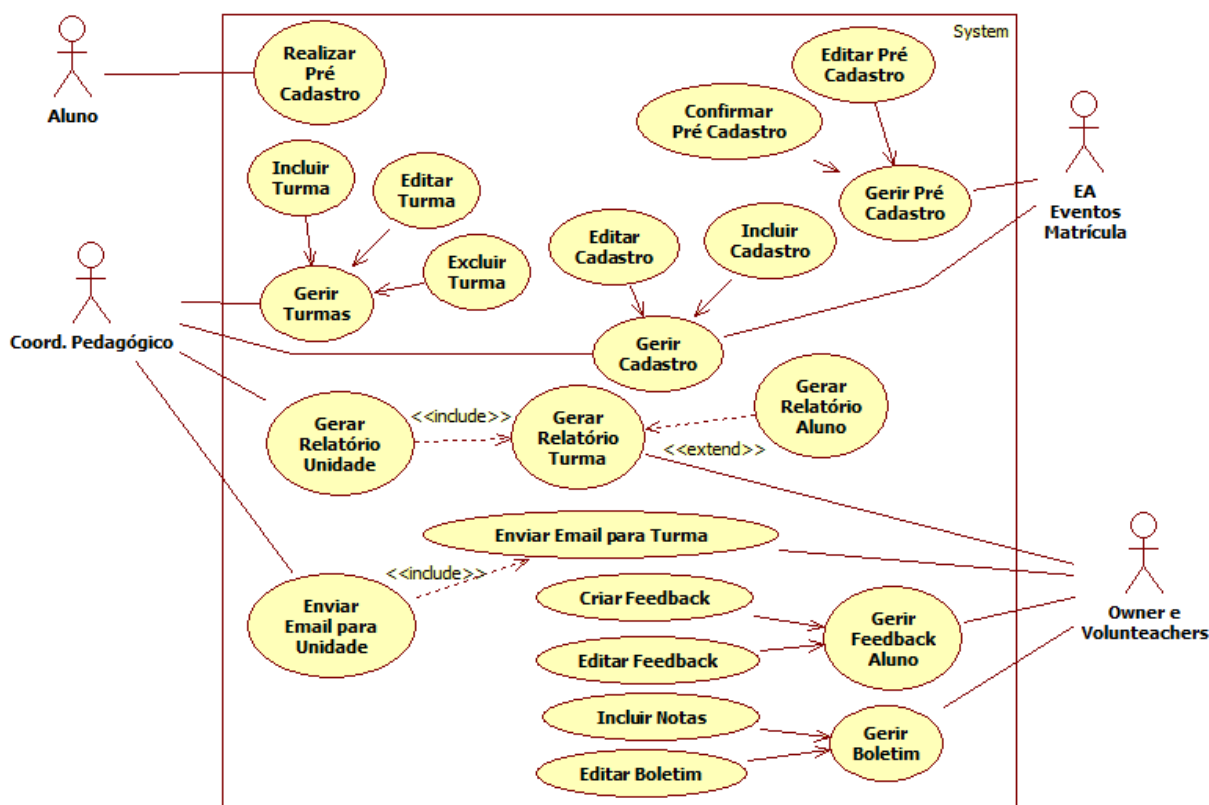 System
Realizar
Pré
Cadastro
Editar Pré
Cadastro
Aluno
Confirmar
Pré Cadastro
Incluir
Turma
Editar
Turma
Gerir Pré
Cadastro
EA
Eventos
Matrícula
Editar
Cadastro
Incluir
Cadastro
Excluir
Turma
Gerir
Turmas
Coord. Pedagógico
Gerir
Cadastro
Gerar
Relatório
Unidade
<<include>>
Gerar
Relatório
Turma
Gerar
Relatório
Aluno
<<extend>>
Enviar Email para Turma
<<include>>
Enviar
Email para
Unidade
Criar Feedback
Editar Feedback
Gerir
Feedback
Aluno
Owner e
Volunteachers
Incluir Notas
Editar Boletim
Gerir
Boletim